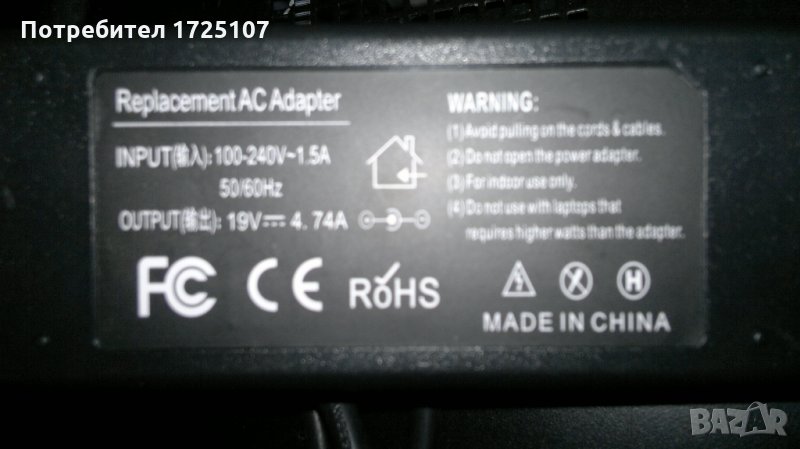 Потребител 1725107
Replacement AC Adapter
INPUT(输入): 100-240V~1.5A
50/60Hz
OUTPUT(输出): 19V⎓ 4.74A
FC CE RoHS
WARNING:
(1) Avoid pulling on the cords & cables.
(2) Do not open the power adapter.
(3) For indoor use only.
(4) Do not use with laptops that
requires higher watts than the adapter.
H
MADE IN CHINA
BAZAR